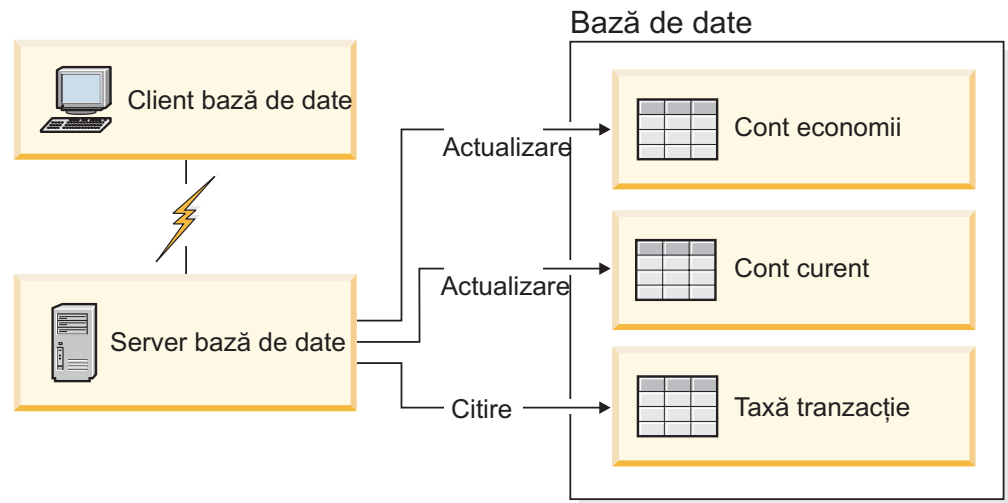 Bază de date
Client bază de date
Cont economii
Actualizare
Cont curent
Actualizare
Server bază de date
Citire
Taxă tranzacție